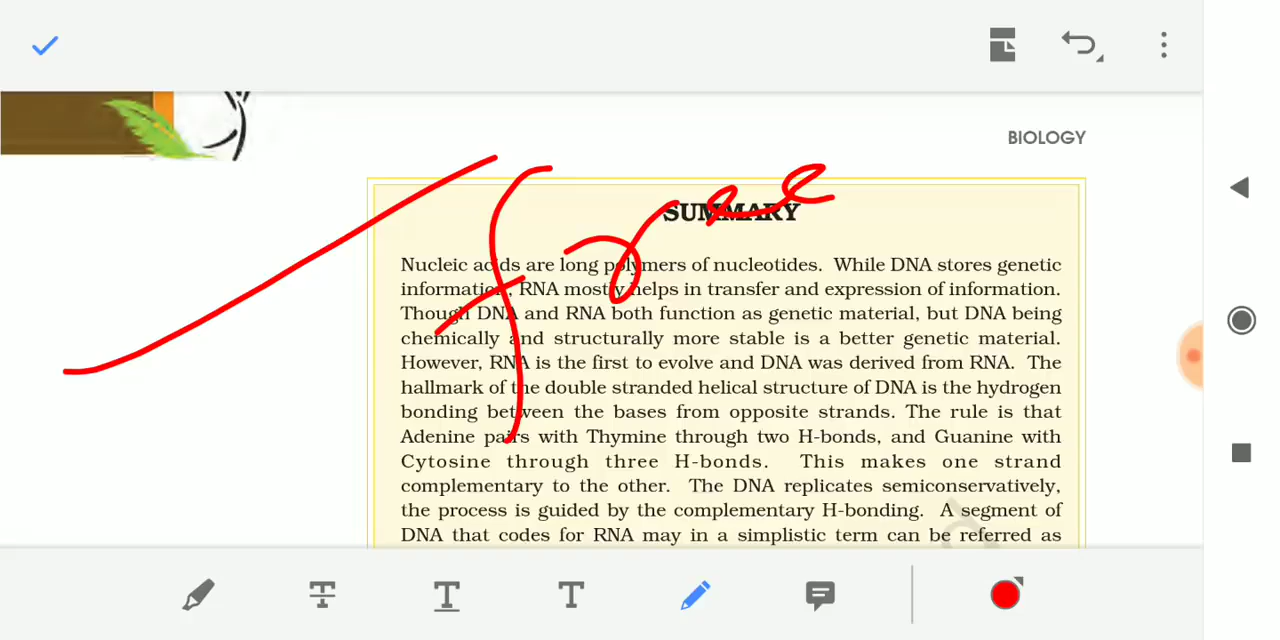 BIOLOGY
free
SUMMARY
Nucleic acids are long polymers of nucleotides. While DNA stores genetic
information, RNA mostly helps in transfer and expression of information.
Though DNA and RNA both function as genetic material, but DNA being
chemically and structurally more stable is a better genetic material.
However, RNA is the first to evolve and DNA was derived from RNA. The
hallmark of the double stranded helical structure of DNA is the hydrogen
bonding between the bases from opposite strands. The rule is that
Adenine pairs with Thymine through two H-bonds, and Guanine with
Cytosine through three H-bonds. This makes one strand
complementary to the other. The DNA replicates semiconservatively,
the process is guided by the complementary H-bonding. A segment of
DNA that codes for RNA may in a simplistic term can be referred as